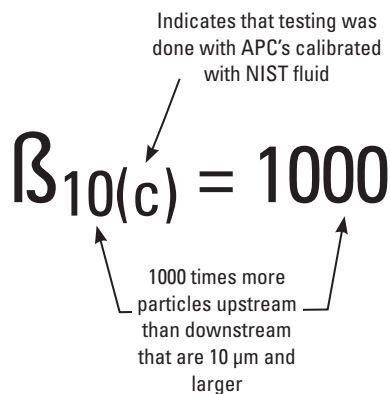 Indicates that testing was
done with APC's calibrated
with NIST fluid
ß10(c) = 1000
1000 times more
particles upstream
than downstream
that are 10 µm and
larger